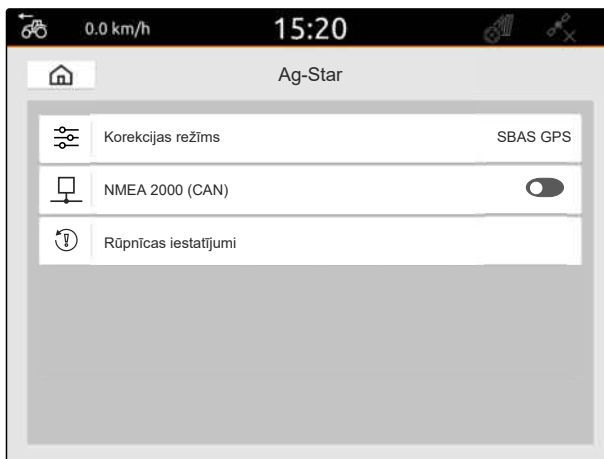 0.0 km/h
15:20
Ag-Star
Korekcijas režīms
SBAS GPS
NMEA 2000 (CAN)
Rūpnīcas iestatījumi